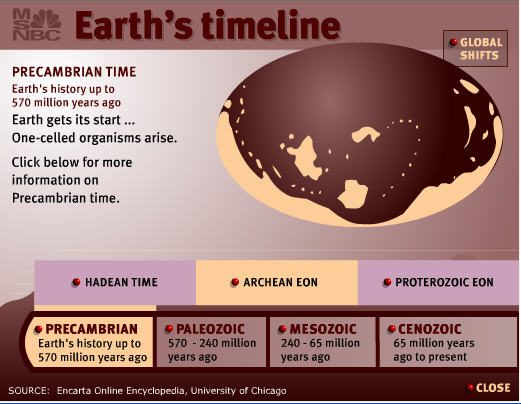 MSNBC
Earth's timeline
GLOBAL
SHIFTS
PRECAMBRIAN TIME
Earth's history up to
570 million years ago
Earth gets its start ...
One-celled organisms arise.
Click below for more
information on
Precambrian time.
HADEAN TIME
ARCHEAN EON
PROTEROZOIC EON
PRECAMBRIAN
Earth's history up to
570 million years ago
PALEOZOIC
570 - 240 million
years ago
MESOZOIC
240 - 65 million
years ago
CENOZOIC
65 million years
ago to present
SOURCE: Encarta Online Encyclopedia, University of Chicago
CLOSE